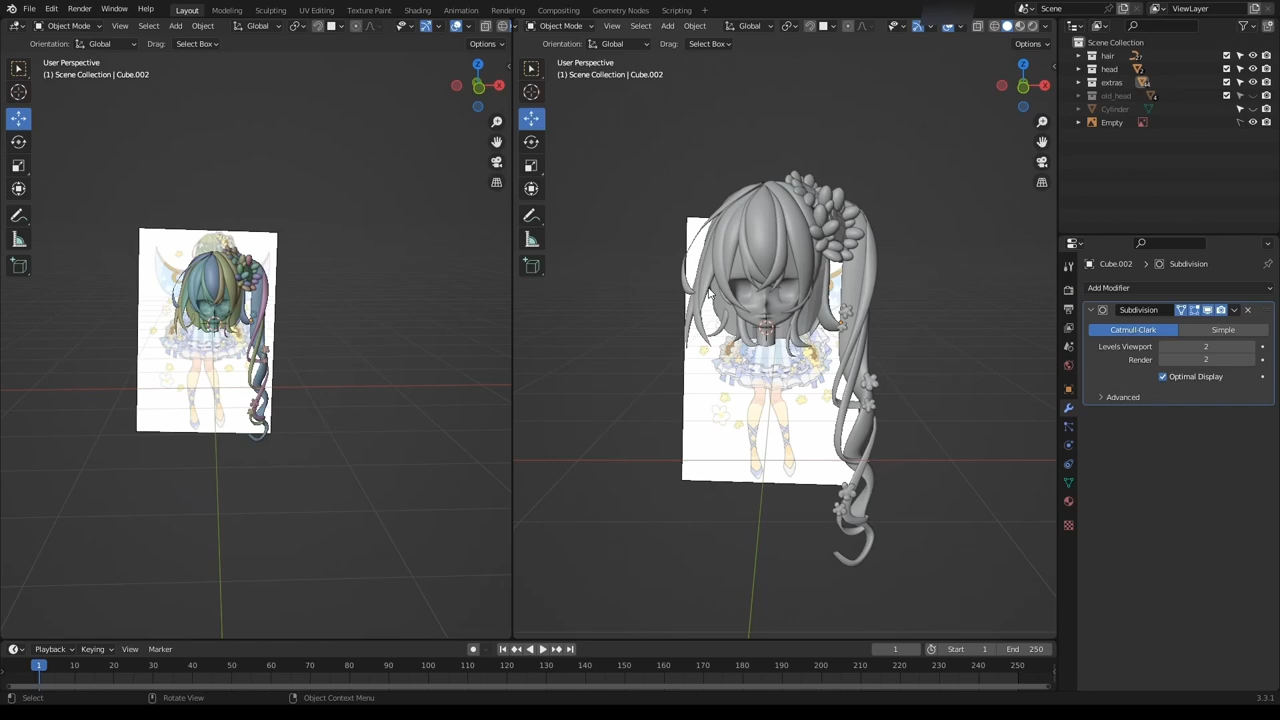 File Edit Render Window Help Layout Modeling Sculpting UV Editing Texture Paint Shading Animation Rendering Compositing Geometry Nodes Scripting + Scene ViewLayer
Object Mode View Select Add Object Global
Object Mode View Select Add Object Global
Orientation: Global Drag: Select Box Options
Orientation: Global Drag: Select Box Options
User Perspective
(1) Scene Collection | Cube.002
User Perspective
(1) Scene Collection | Cube.002
Z
X
Z
X
Scene Collection
hair
head
extras
old_head
Cylinder
Empty
Cube.002 > Subdivision
Add Modifier
Subdivision
Catmull-Clark Simple
Levels Viewport 2
Render 2
Optimal Display
Advanced
Playback Keying View Marker 1 Start 1 End 250
1 10 20 30 40 50 60 70 80 90 100 110 120 130 140 150 160 170 180 190 200 210 220 230 240 250
Select Rotate View Object Context Menu 3.3.1